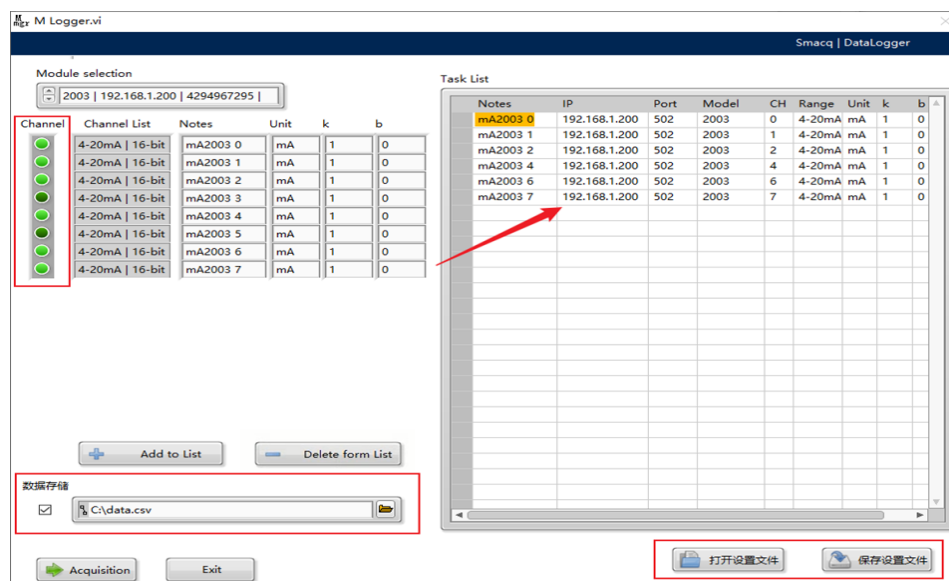 M Logger.vi
Smacq | DataLogger
Module selection
2003 | 192.168.1.200 | 4294967295 |
Channel Channel List Notes Unit k b
4-20mA | 16-bit mA2003 0 mA 1 0
4-20mA | 16-bit mA2003 1 mA 1 0
4-20mA | 16-bit mA2003 2 mA 1 0
4-20mA | 16-bit mA2003 3 mA 1 0
4-20mA | 16-bit mA2003 4 mA 1 0
4-20mA | 16-bit mA2003 5 mA 1 0
4-20mA | 16-bit mA2003 6 mA 1 0
4-20mA | 16-bit mA2003 7 mA 1 0
Add to List Delete form List
数据存储
C:\data.csv
Acquisition Exit
Task List
Notes IP Port Model CH Range Unit k b
mA2003 0 192.168.1.200 502 2003 0 4-20mA mA 1 0
mA2003 1 192.168.1.200 502 2003 1 4-20mA mA 1 0
mA2003 2 192.168.1.200 502 2003 2 4-20mA mA 1 0
mA2003 4 192.168.1.200 502 2003 4 4-20mA mA 1 0
mA2003 6 192.168.1.200 502 2003 6 4-20mA mA 1 0
mA2003 7 192.168.1.200 502 2003 7 4-20mA mA 1 0
打开设置文件 保存设置文件